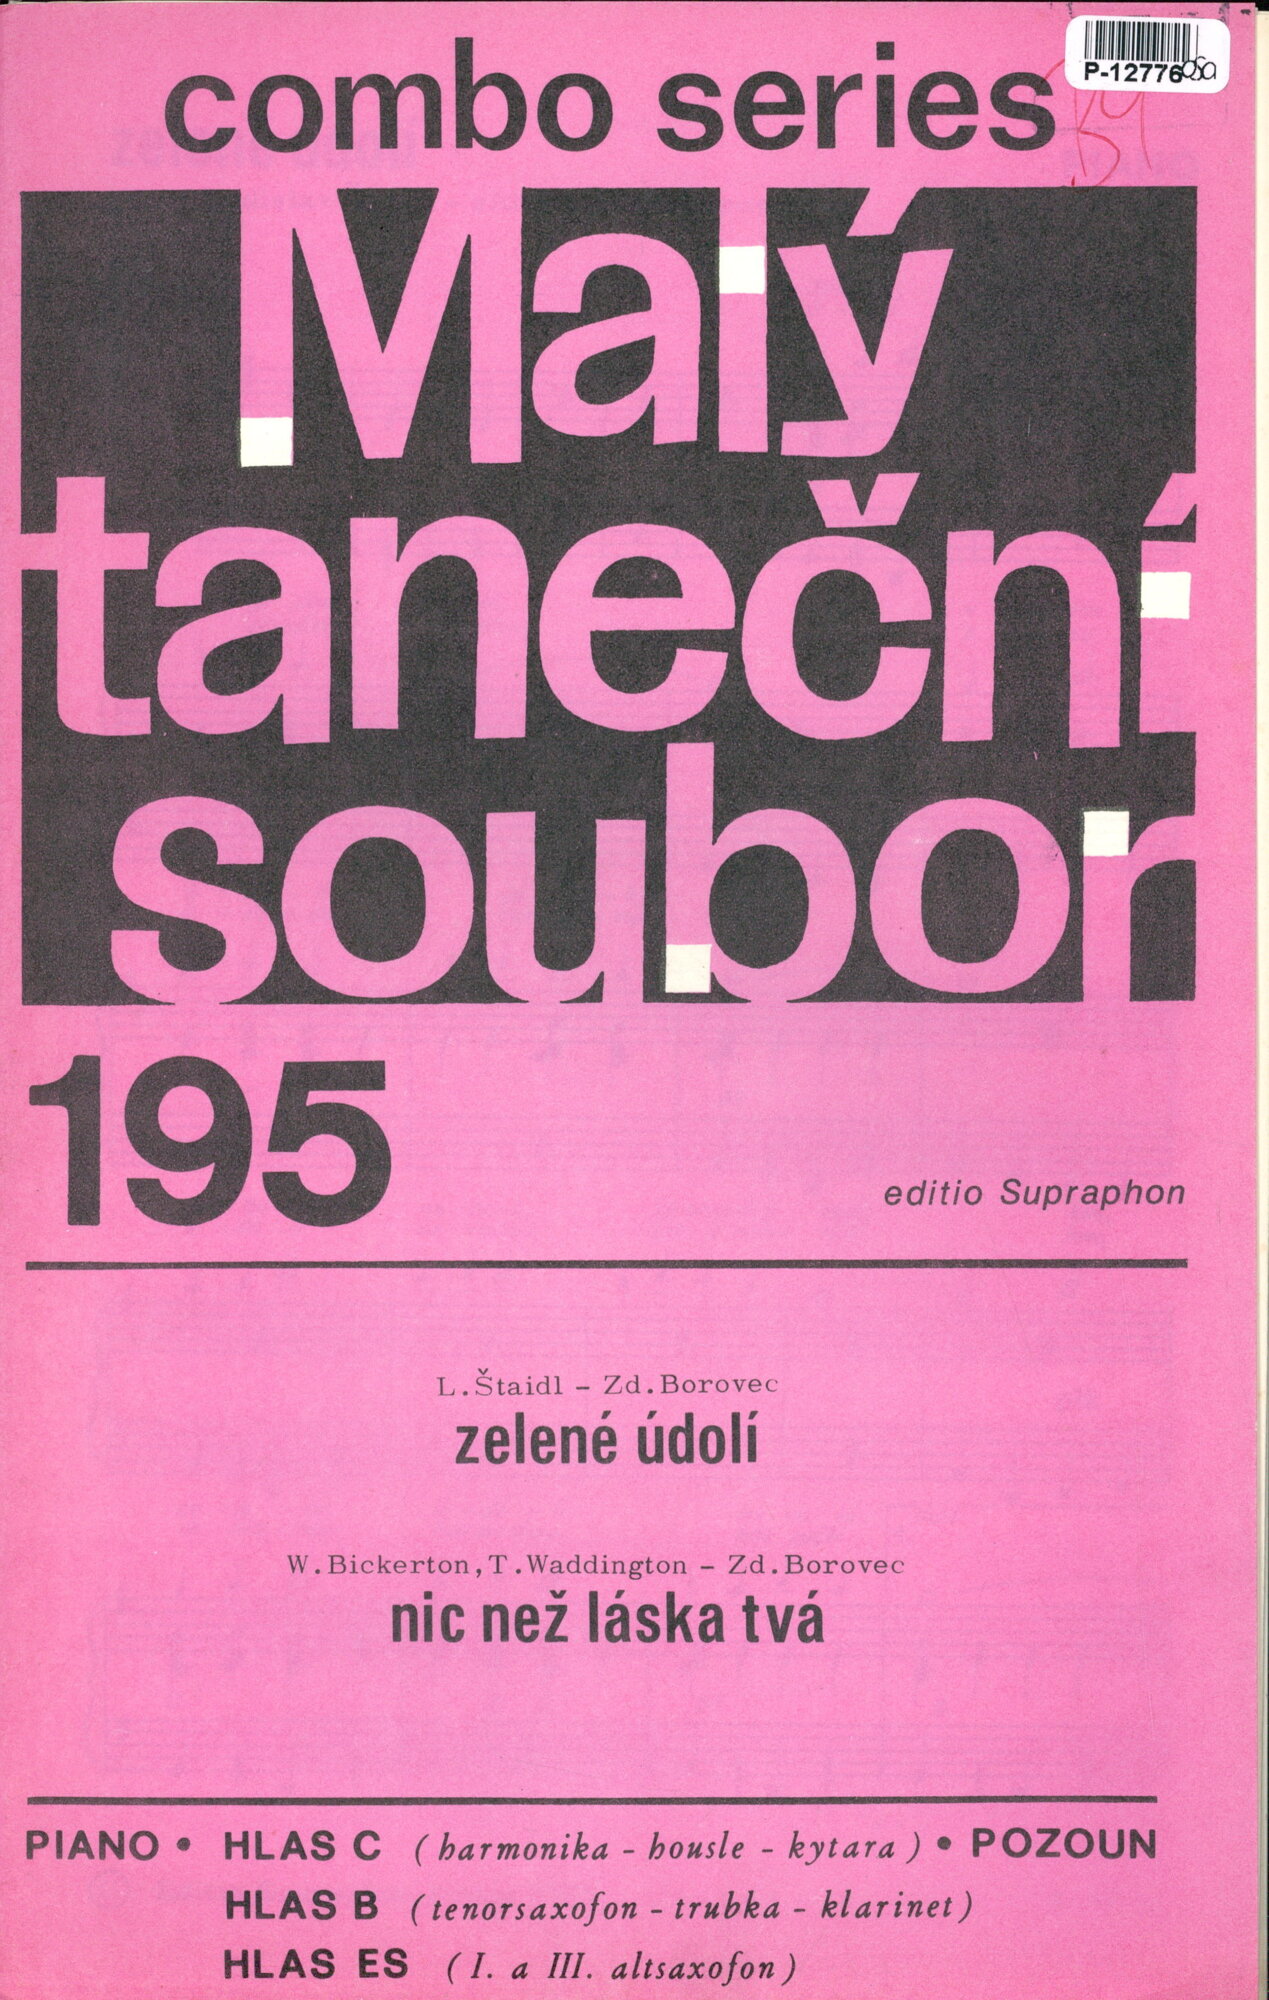 P-12776
combo series
Malý
taneční
soubor
195
editio Supraphon
L.Štaidl – Zd.Borovec
zelené údolí
W.Bickerton,T.Waddington – Zd.Borovec
nic než láska tvá
PIANO • HLAS C (harmonika - housle - kytara) • POZOUN
HLAS B (tenorsaxofon - trubka - klarinet)
HLAS ES (I. a III. altsaxofon)